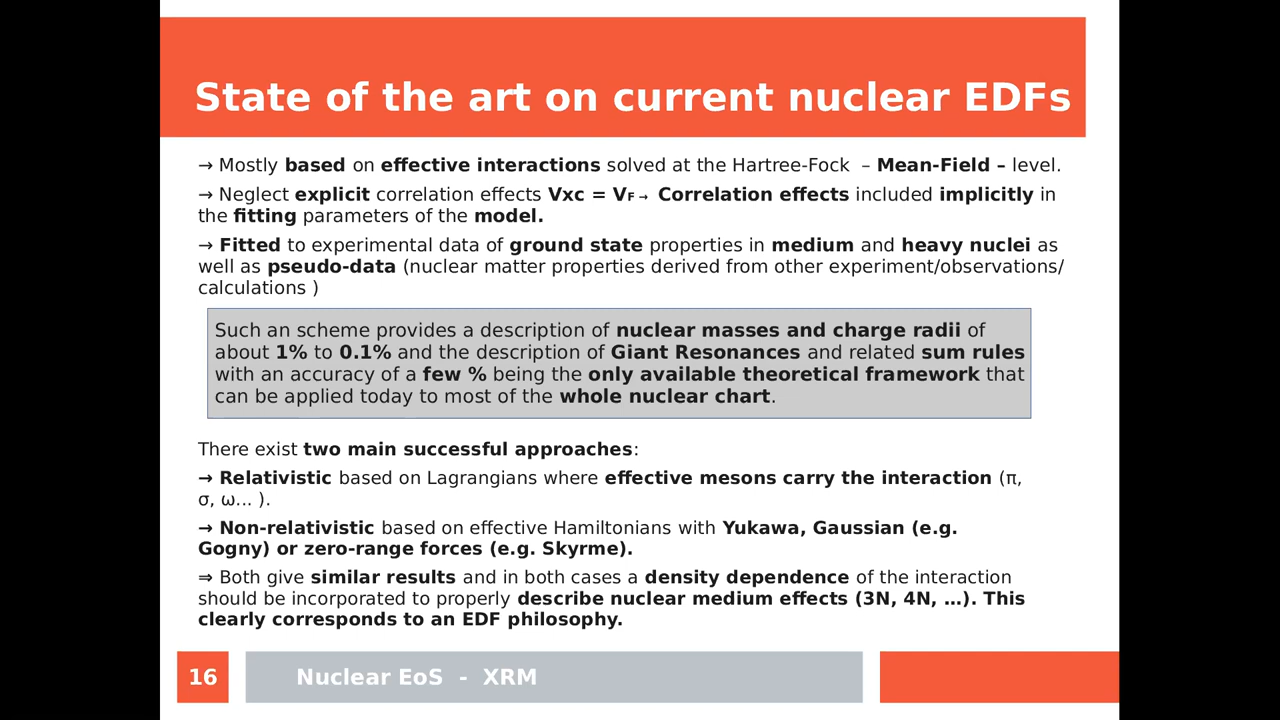 State of the art on current nuclear EDFs
→ Mostly based on effective interactions solved at the Hartree-Fock – Mean-Field – level.
→ Neglect explicit correlation effects Vxc = VF → Correlation effects included implicitly in
the fitting parameters of the model.
→ Fitted to experimental data of ground state properties in medium and heavy nuclei as
well as pseudo-data (nuclear matter properties derived from other experiment/observations/
calculations )
Such an scheme provides a description of nuclear masses and charge radii of
about 1% to 0.1% and the description of Giant Resonances and related sum rules
with an accuracy of a few % being the only available theoretical framework that
can be applied today to most of the whole nuclear chart.
There exist two main successful approaches:
→ Relativistic based on Lagrangians where effective mesons carry the interaction (π,
σ, ω... ).
→ Non-relativistic based on effective Hamiltonians with Yukawa, Gaussian (e.g.
Gogny) or zero-range forces (e.g. Skyrme).
⇒ Both give similar results and in both cases a density dependence of the interaction
should be incorporated to properly describe nuclear medium effects (3N, 4N, …). This
clearly corresponds to an EDF philosophy.
16
Nuclear EoS - XRM